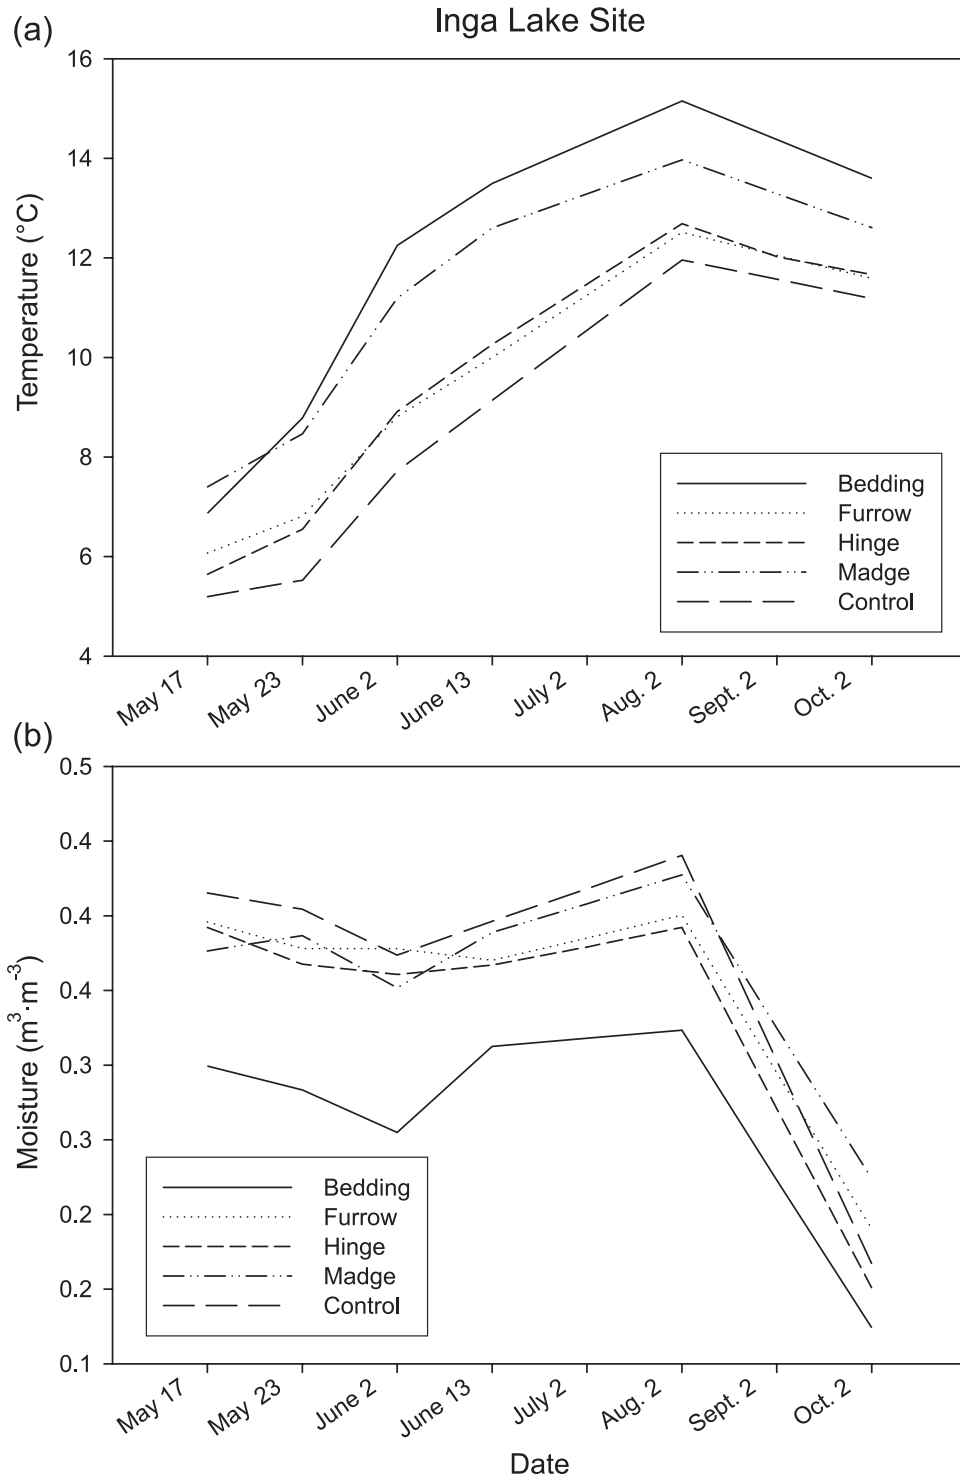 (a)
Inga Lake Site
16
14
12
10
8
6
4
Temperature (°C)
Bedding
Furrow
Hinge
Madge
Control
May 17
May 23
June 2
June 13
July 2
Aug. 2
Sept. 2
Oct. 2
(b)
0.5
0.4
0.4
0.4
0.3
0.3
0.2
0.2
0.1
Moisture (m³·m⁻³)
Bedding
Furrow
Hinge
Madge
Control
May 17
May 23
June 2
June 13
July 2
Aug. 2
Sept. 2
Oct. 2
Date